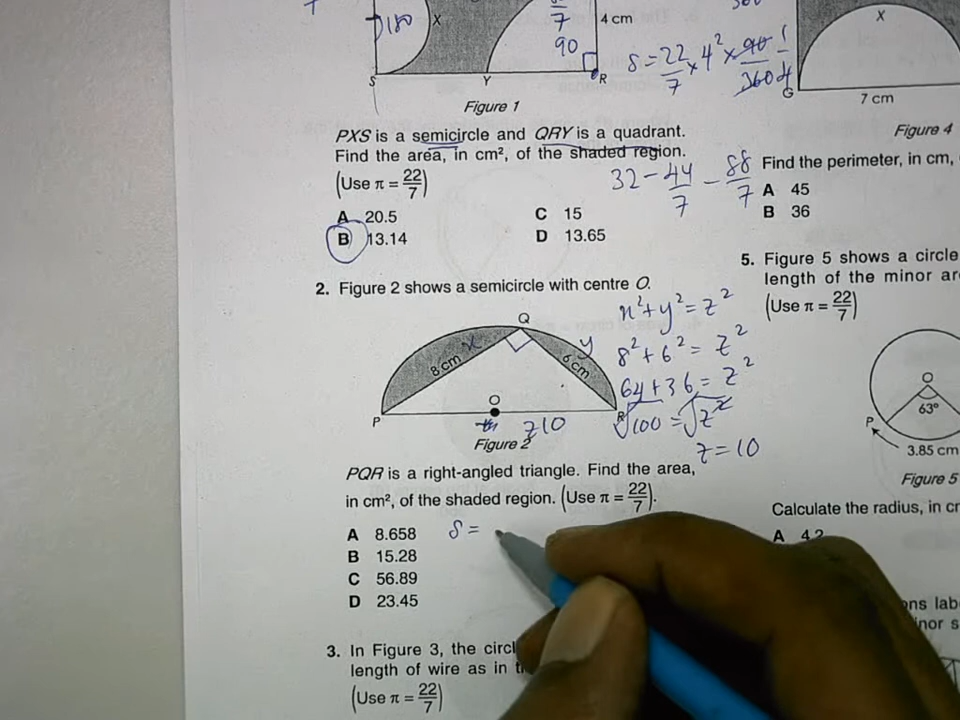 180
X
7
90
4 cm
S
Y
R
S = 22/7 × 4² × 90/360 1/4
X
G
7 cm
Figure 1
Figure 4
PXS is a semicircle and QRY is a quadrant.
Find the area, in cm², of the shaded region.
(Use π = 22/7)
32 - 44/7 - 88/7
A 20.5
C 15
B 13.14
D 13.65
Find the perimeter, in cm,
A 45
B 36
2. Figure 2 shows a semicircle with centre O.
Q
x
y
8 cm
6 cm
P
O
R
z10
Figure 2
x² + y² = z²
8² + 6² = z²
64 + 36 = z²
√100 = √z²
z = 10
PQR is a right-angled triangle. Find the area,
in cm², of the shaded region. (Use π = 22/7).
A 8.658
S =
B 15.28
C 56.89
D 23.45
3. In Figure 3, the circl
length of wire as in t
(Use π = 22/7)
5. Figure 5 shows a circle
length of the minor ar
(Use π = 22/7)
O
63°
P
3.85 cm
Figure 5
Calculate the radius, in cm
A 4.2
ons lab
inor s